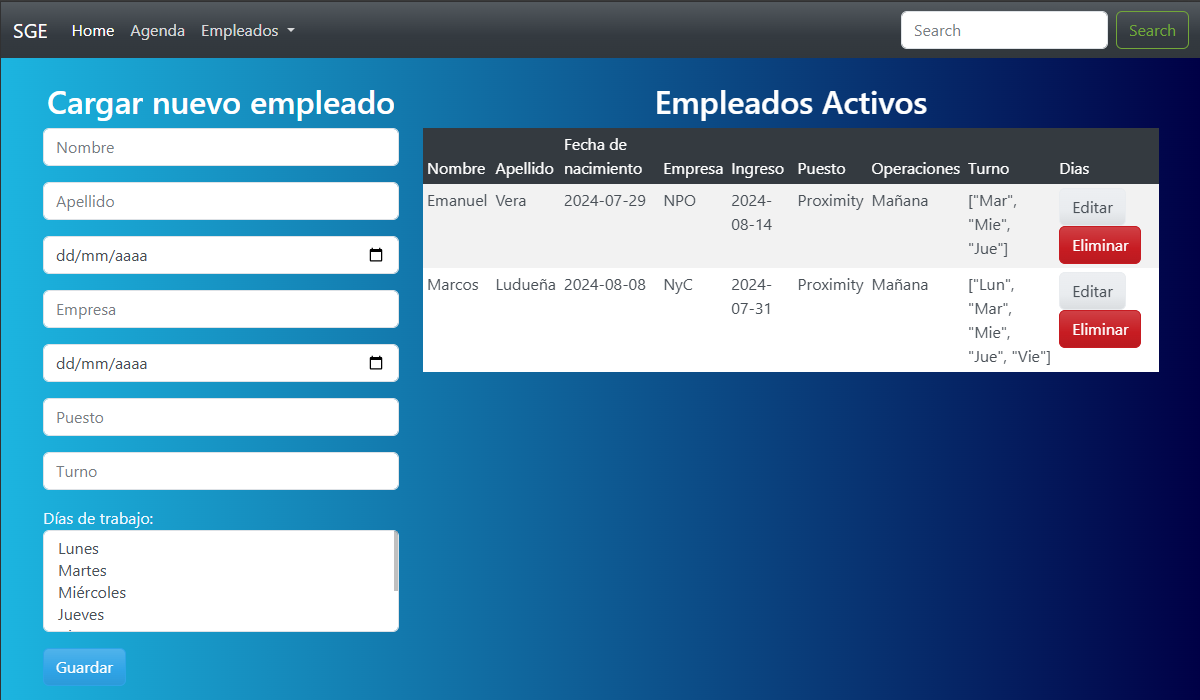 SGE Home Agenda Empleados Search Search
Cargar nuevo empleado
Nombre
Apellido
dd/mm/aaaa
Empresa
dd/mm/aaaa
Puesto
Turno
Días de trabajo:
Lunes
Martes
Miércoles
Jueves
Guardar
Empleados Activos
Fecha de
Nombre Apellido nacimiento Empresa Ingreso Puesto Operaciones Turno Dias
Emanuel Vera 2024-07-29 NPO 2024- Proximity Mañana ["Mar", Editar
08-14 "Mie",
"Jue"] Eliminar
Marcos Ludueña 2024-08-08 NyC 2024- Proximity Mañana ["Lun", Editar
07-31 "Mar",
"Mie", Eliminar
"Jue", "Vie"]